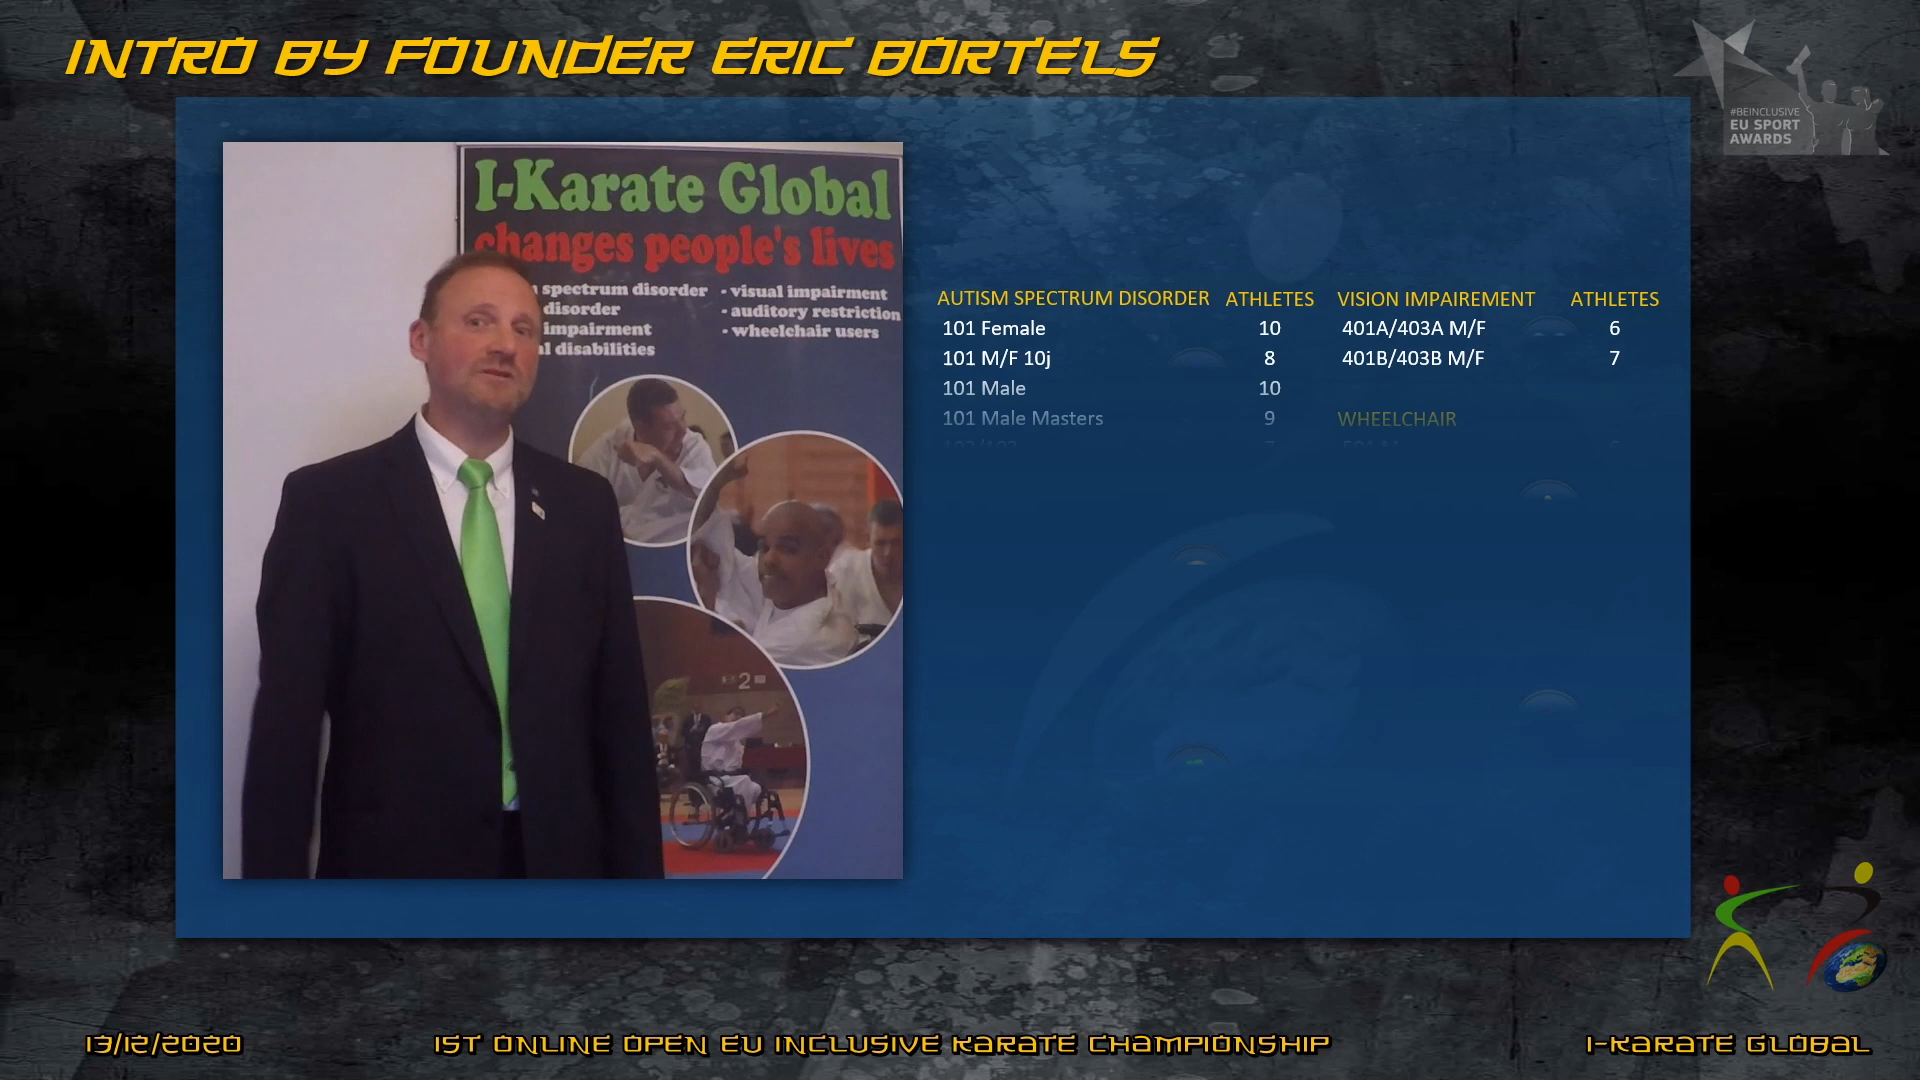 INTRO BY FOUNDER ERIC BORTELS
#BEINCLUSIVE
EU SPORT
AWARDS
I-Karate Global
changes people's lives
spectrum disorder
disorder
impairment
disabilities
- visual impairment
- auditory restriction
- wheelchair users
2
AUTISM SPECTRUM DISORDER ATHLETES VISION IMPAIREMENT ATHLETES
101 Female 10 401A/403A M/F 6
101 M/F 10j 8 401B/403B M/F 7
101 Male 10
101 Male Masters 9 WHEELCHAIR
13/12/2020 1ST ONLINE OPEN EU INCLUSIVE KARATE CHAMPIONSHIP I-KARATE GLOBAL